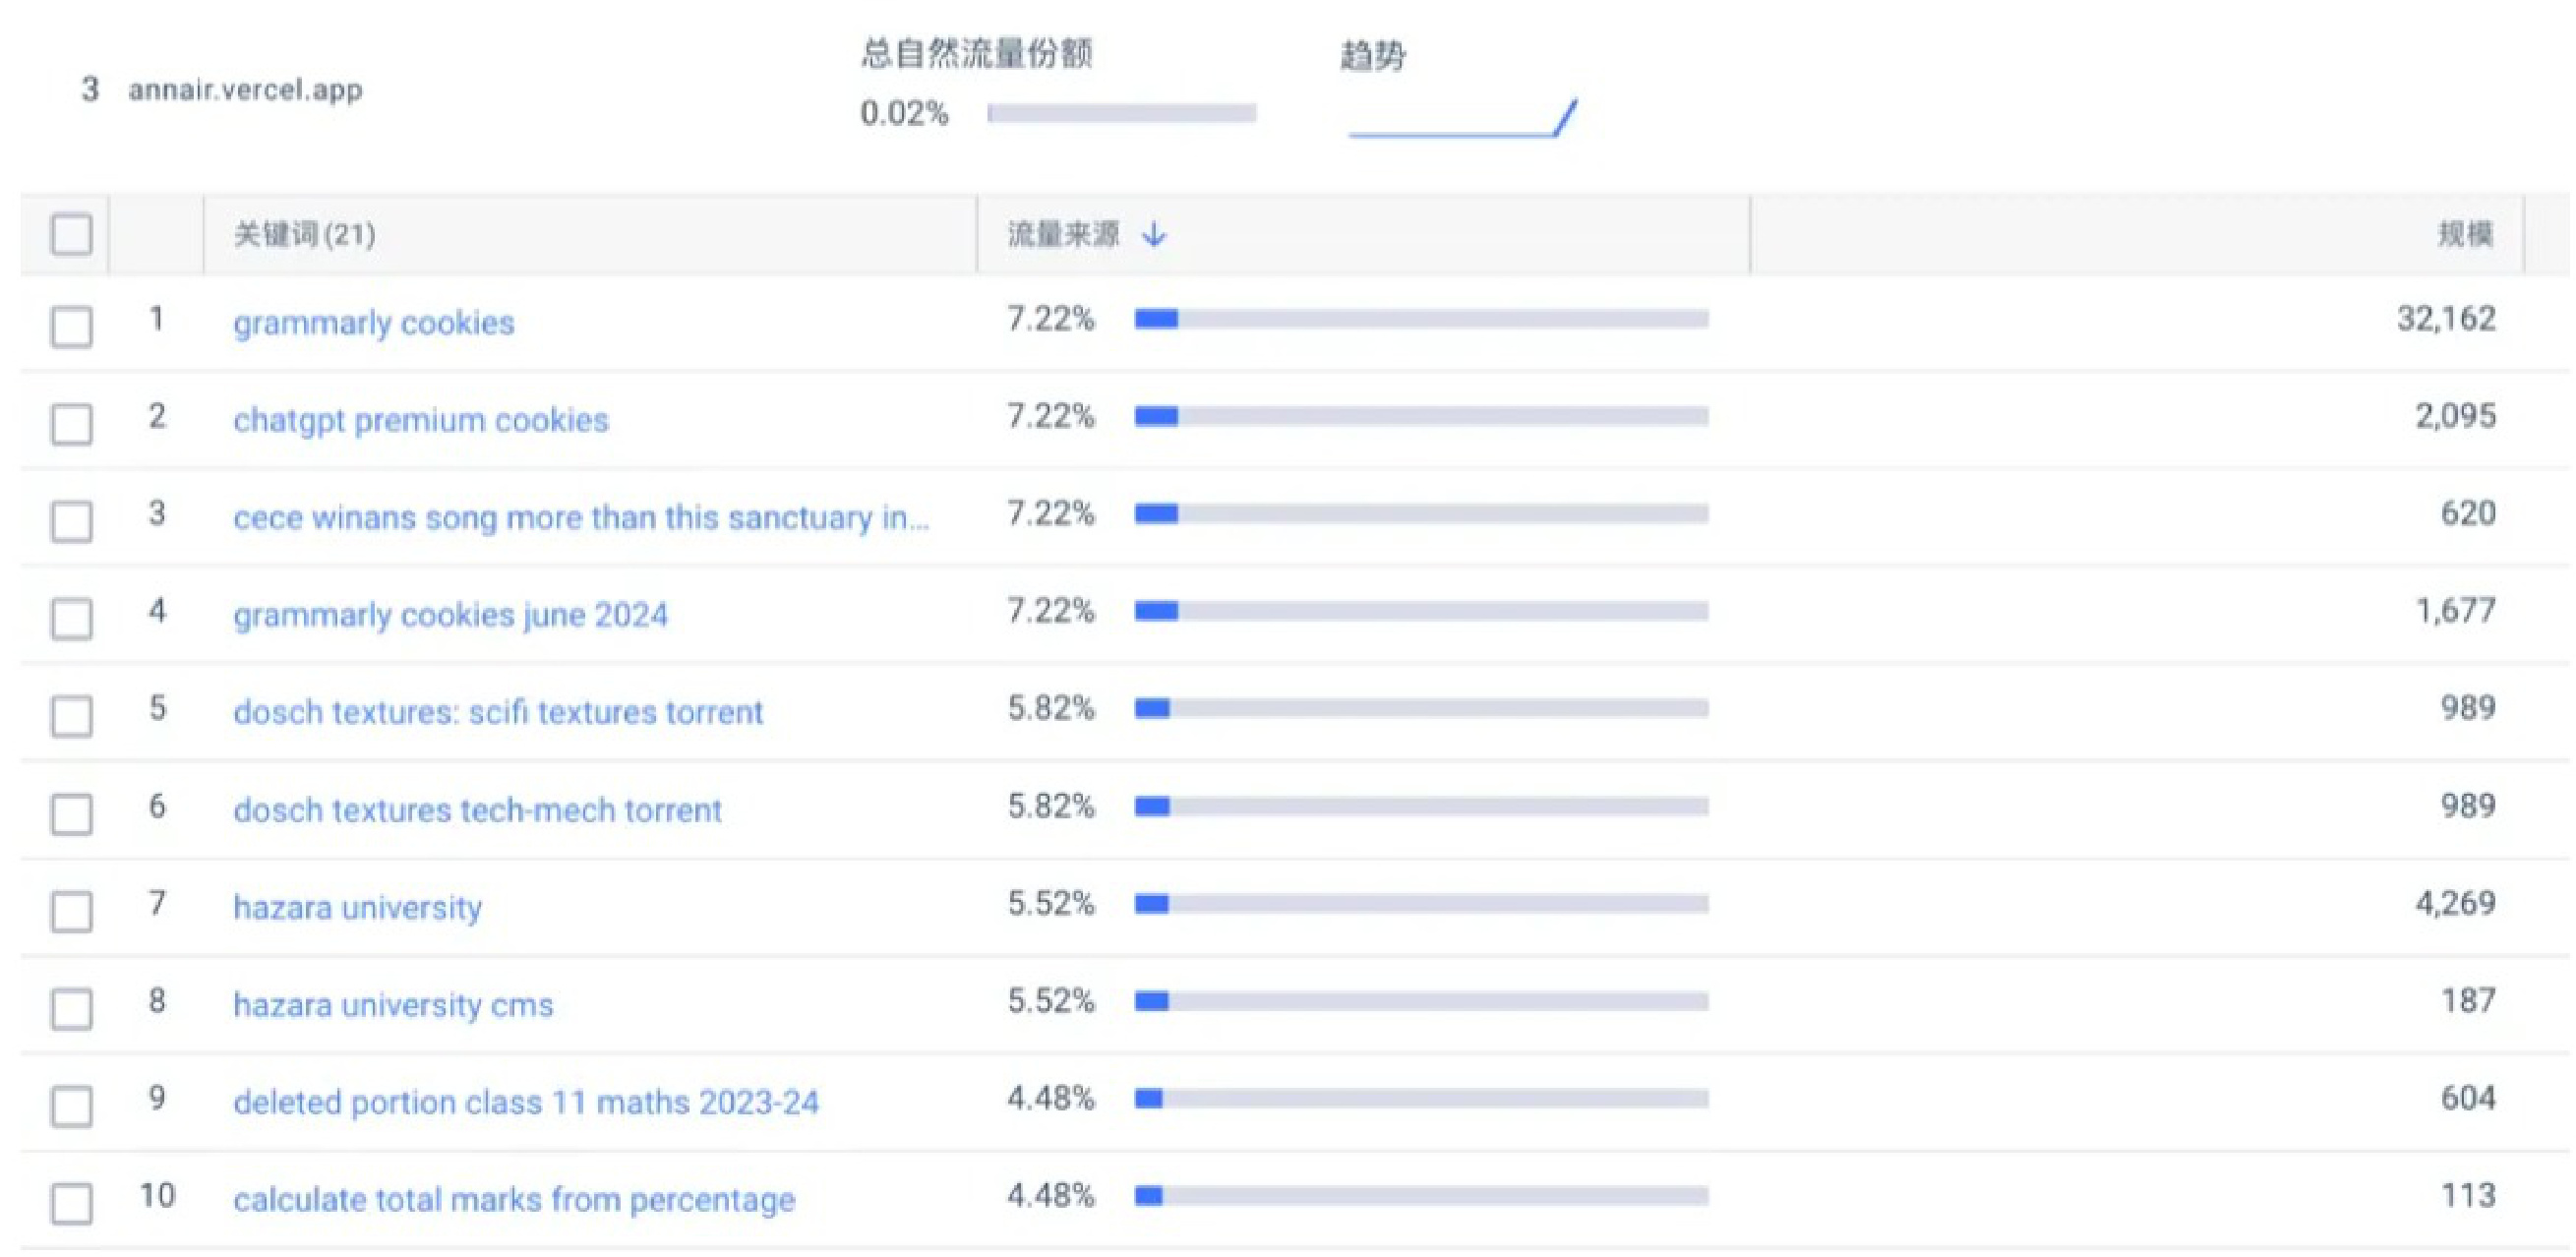 总自然流量份额 趋势
3 annair.vercel.app
0.02%
关键词(21) 流量来源 ↓ 规模
1 grammarly cookies 7.22% 32,162
2 chatgpt premium cookies 7.22% 2,095
3 cece winans song more than this sanctuary in... 7.22% 620
4 grammarly cookies june 2024 7.22% 1,677
5 dosch textures: scifi textures torrent 5.82% 989
6 dosch textures tech-mech torrent 5.82% 989
7 hazara university 5.52% 4,269
8 hazara university cms 5.52% 187
9 deleted portion class 11 maths 2023-24 4.48% 604
10 calculate total marks from percentage 4.48% 113